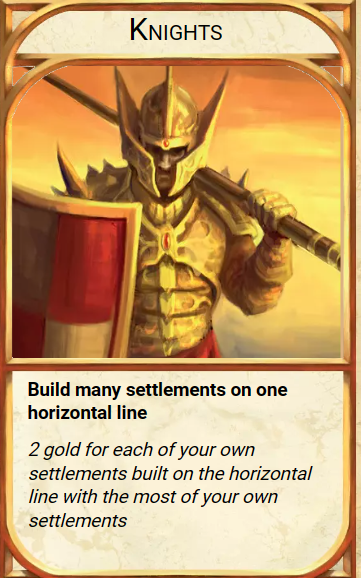 Knights
Build many settlements on one
horizontal line
2 gold for each of your own
settlements built on the horizontal
line with the most of your own
settlements